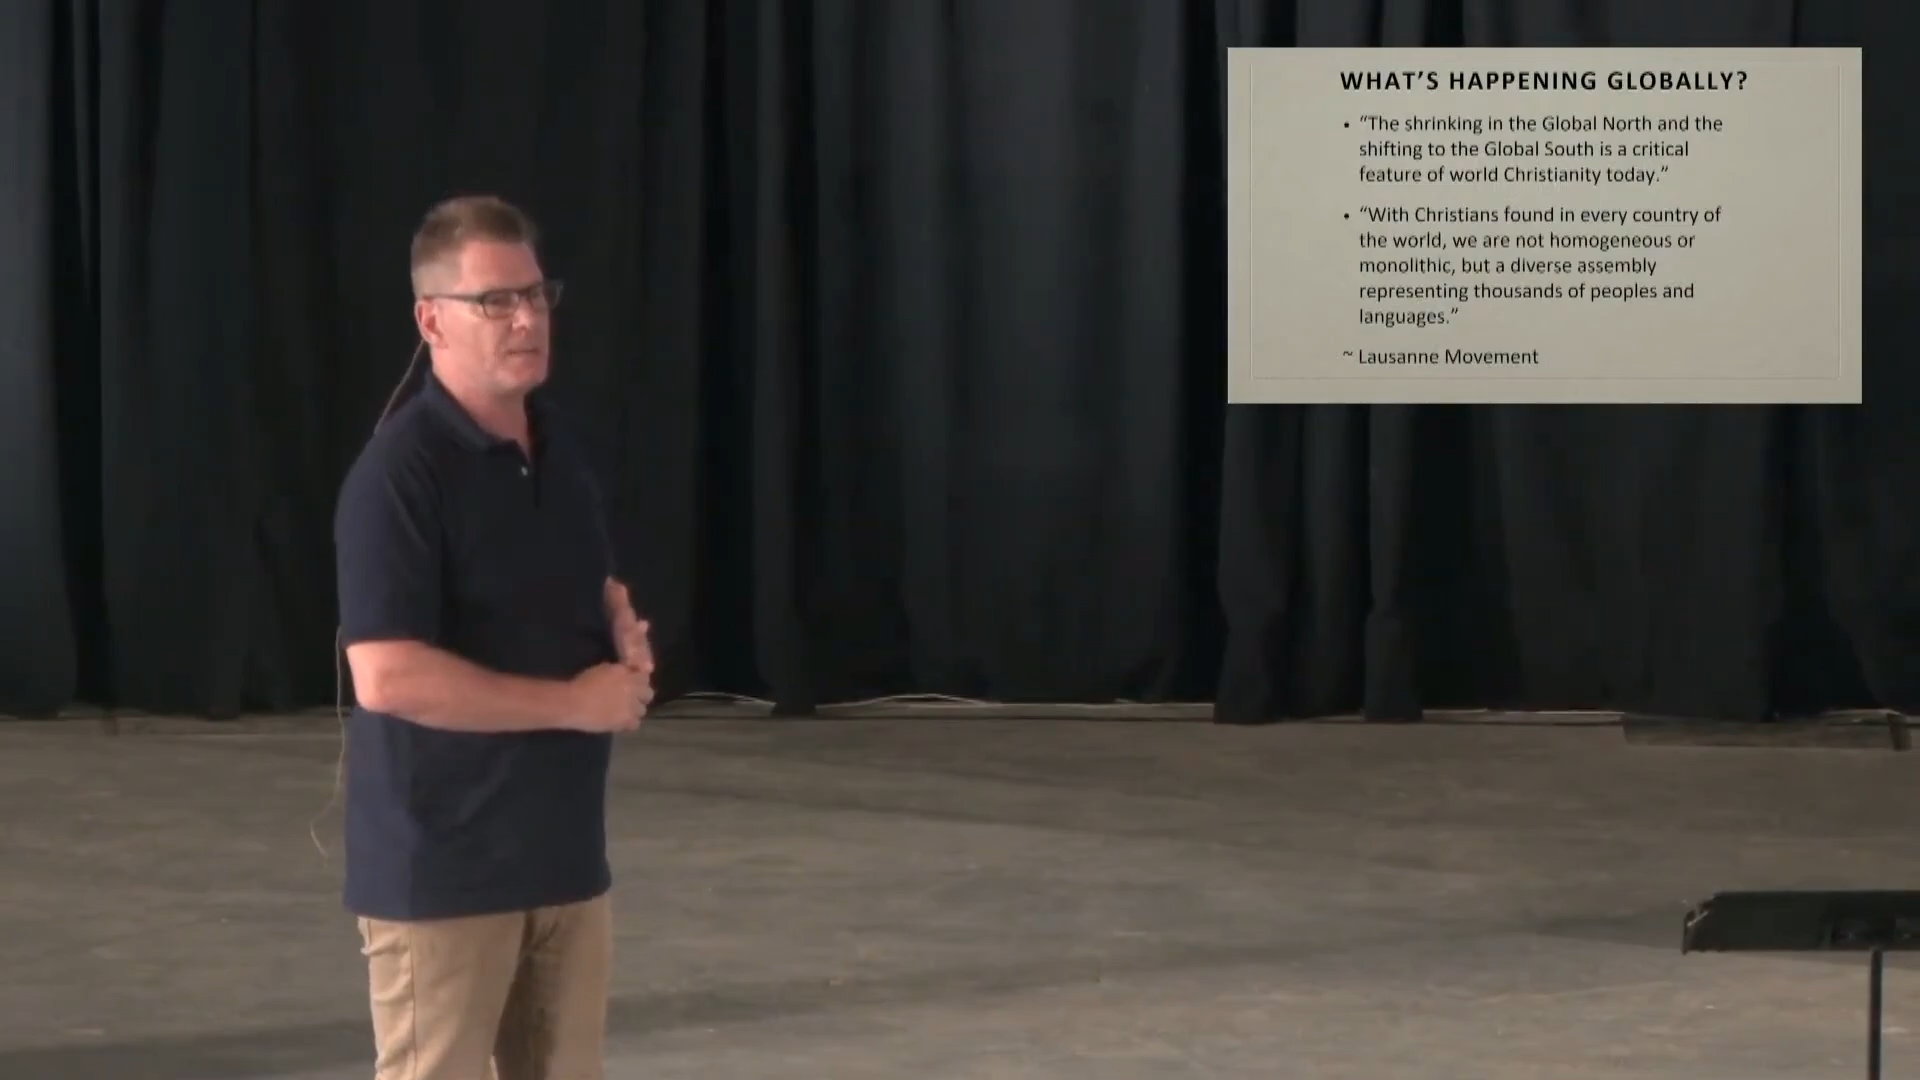 WHAT'S HAPPENING GLOBALLY?
• “The shrinking in the Global North and the
shifting to the Global South is a critical
feature of world Christianity today.”
• “With Christians found in every country of
the world, we are not homogeneous or
monolithic, but a diverse assembly
representing thousands of peoples and
languages.”
~ Lausanne Movement